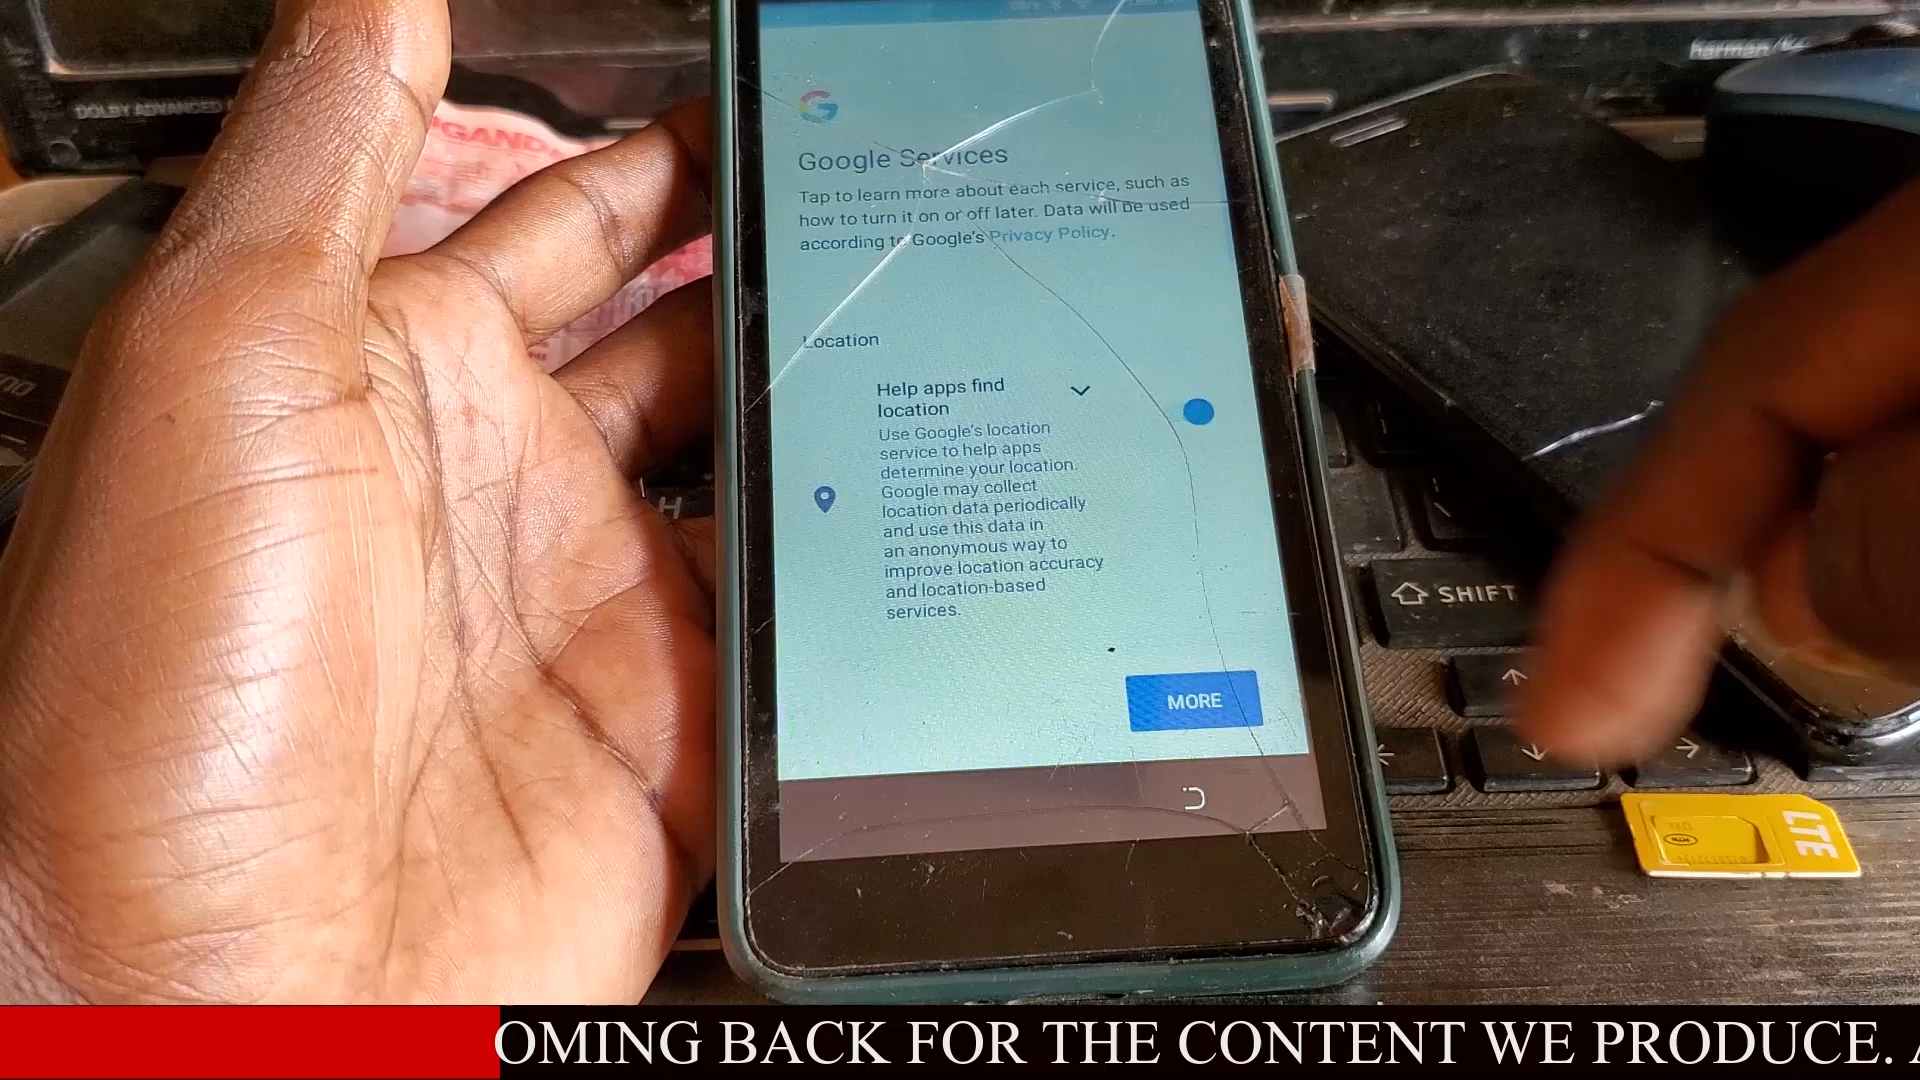 DOLBY ADVANCED
harman/k
UGANDA
Google Services
Tap to learn more about each service, such as
how to turn it on or off later. Data will be used
according to Google's Privacy Policy.
Location
Help apps find
location
Use Google's location
service to help apps
determine your location.
Google may collect
location data periodically
and use this data in
an anonymous way to
improve location accuracy
and location-based
services.
MORE
H
SHIFT
LTE
MTN
OMING BACK FOR THE CONTENT WE PRODUCE. A